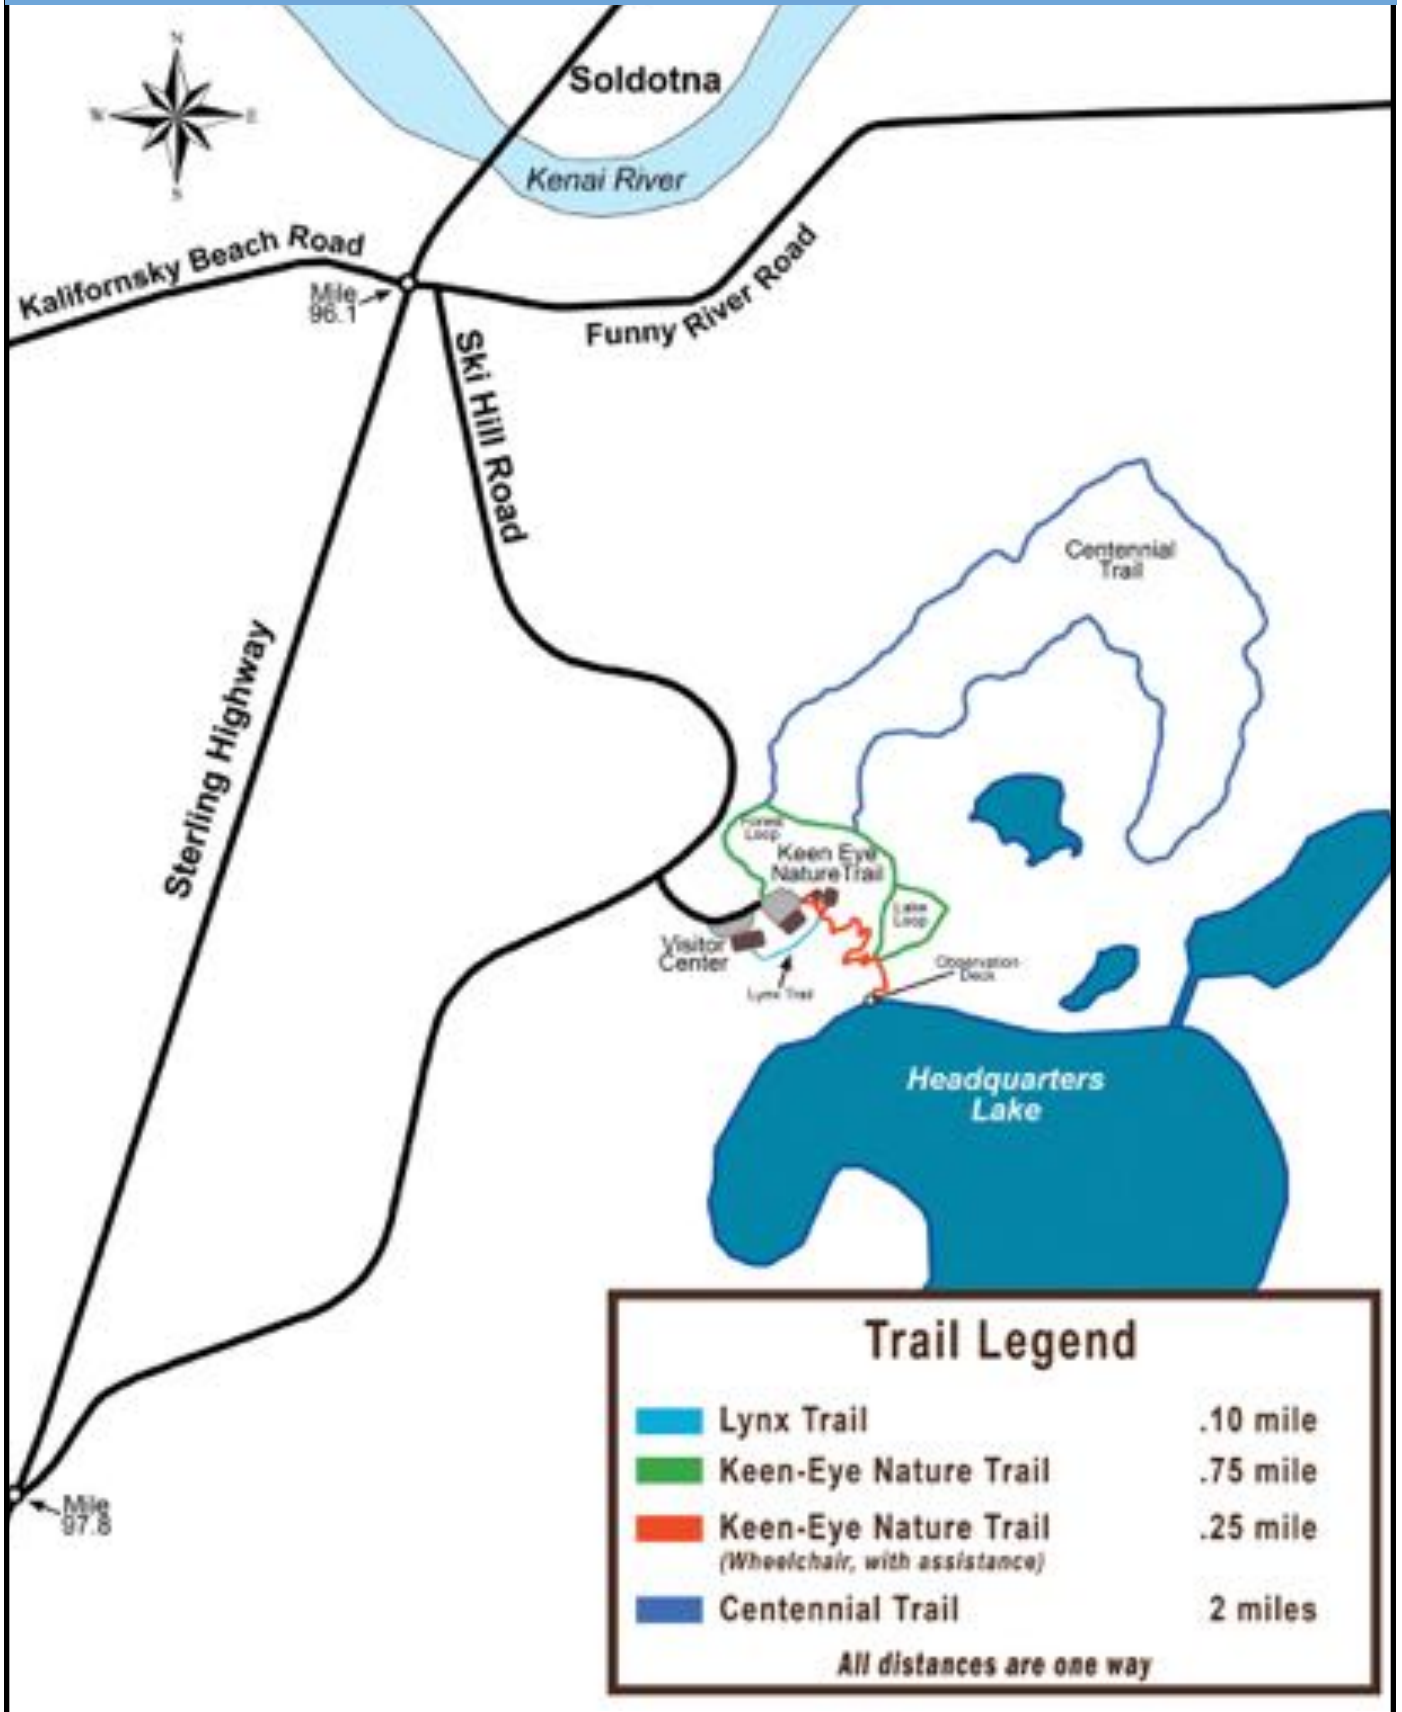 N
W
E
S
Soldotna
Kenai River
Kalifornsky Beach Road
Mile
96.1
Funny River Road
Ski Hill Road
Sterling Highway
Centennial
Trail
Forest
Loop
Keen Eye
NatureTrail
Lake
Loop
Visitor
Center
Lynx Trail
Observation
Deck
Headquarters
Lake
Mile
97.8
Trail Legend
Lynx Trail .10 mile
Keen-Eye Nature Trail .75 mile
Keen-Eye Nature Trail .25 mile
(Wheelchair, with assistance)
Centennial Trail 2 miles
All distances are one way